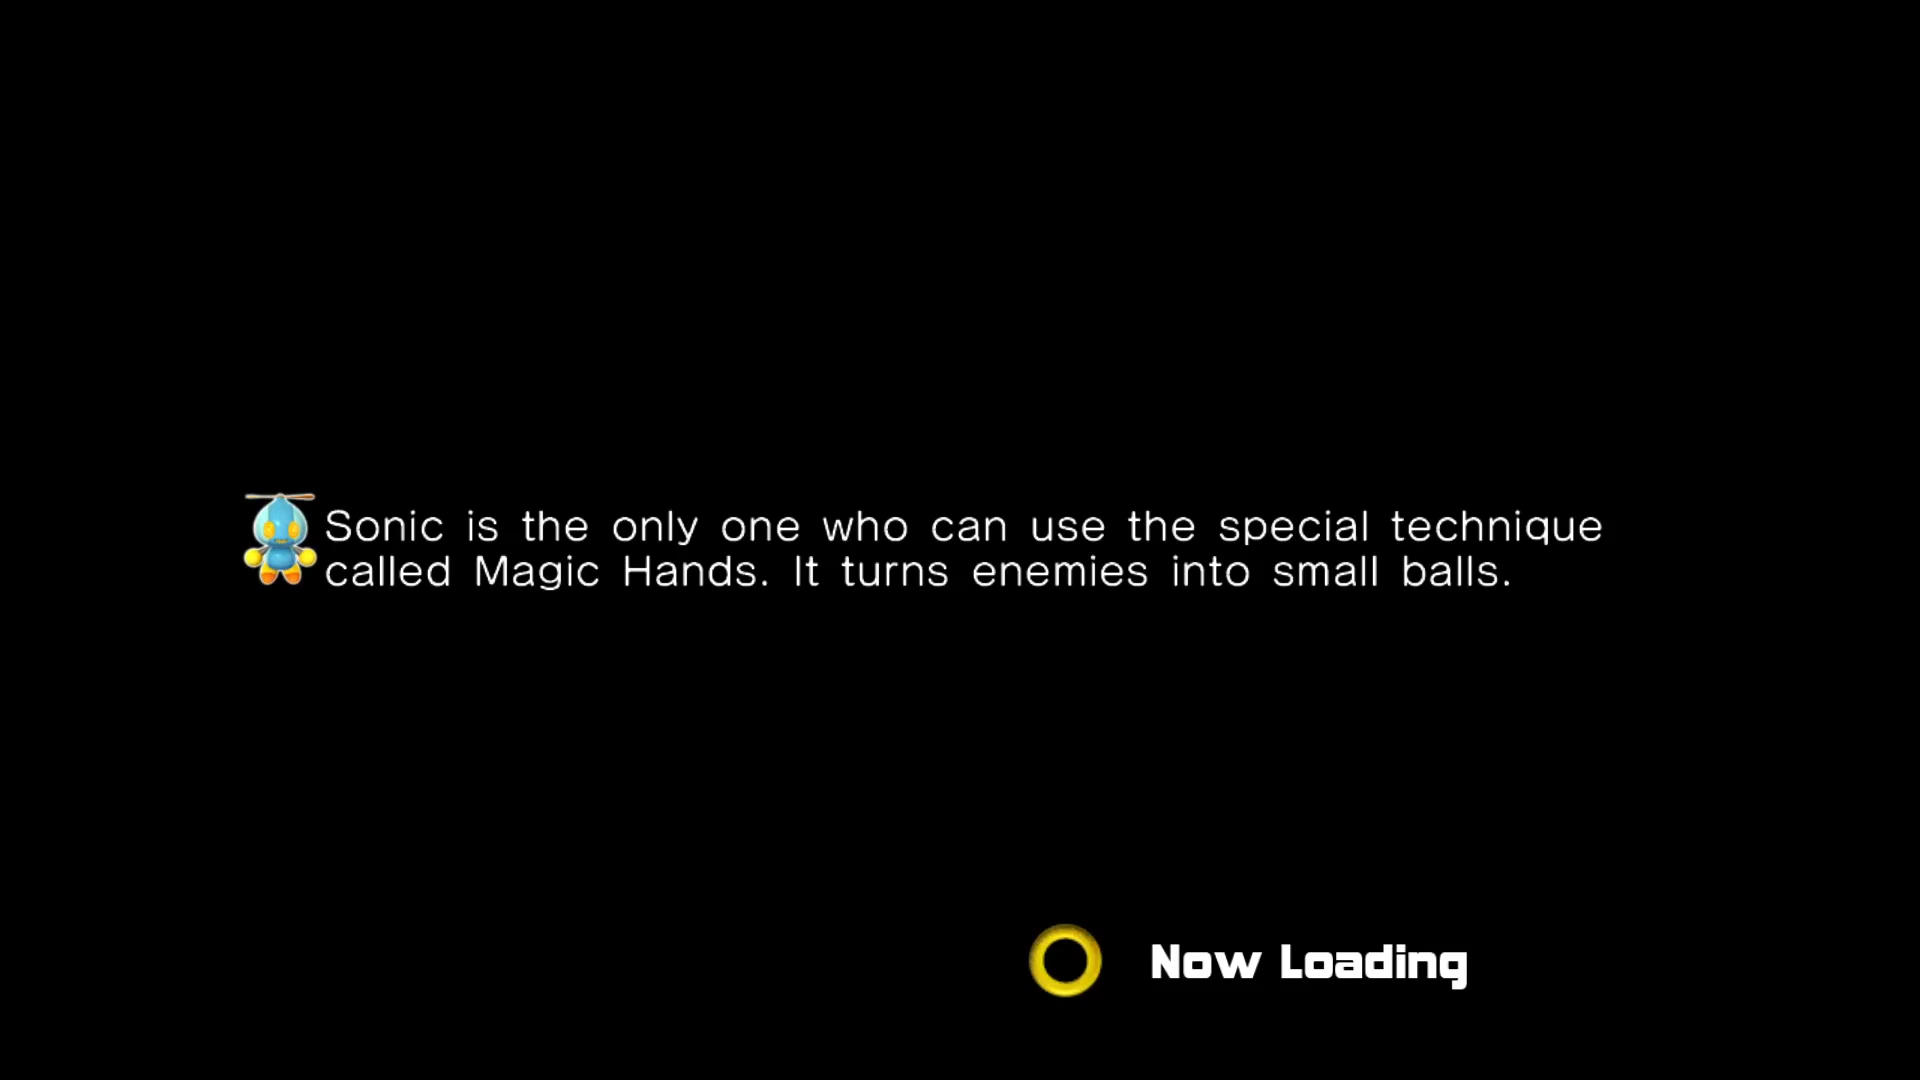 Sonic is the only one who can use the special technique
called Magic Hands. It turns enemies into small balls.
Now Loading